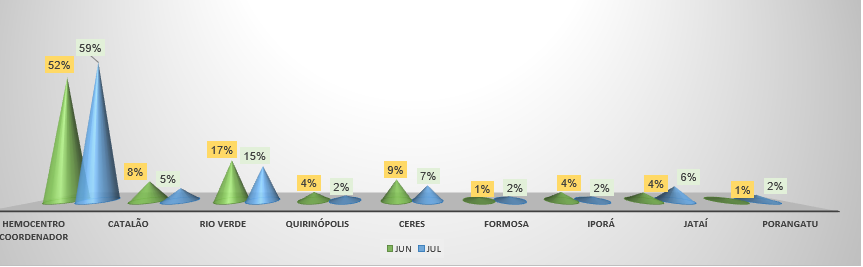 59%
52%
17%
15%
8%
5%
4%
2%
9%
7%
1%
2%
4%
2%
4%
6%
1%
2%
HEMOCENTRO
COORDENADOR
CATALÃO
RIO VERDE
QUIRINÓPOLIS
CERES
FORMOSA
IPORÁ
JATAÍ
PORANGATU
JUN
JUL